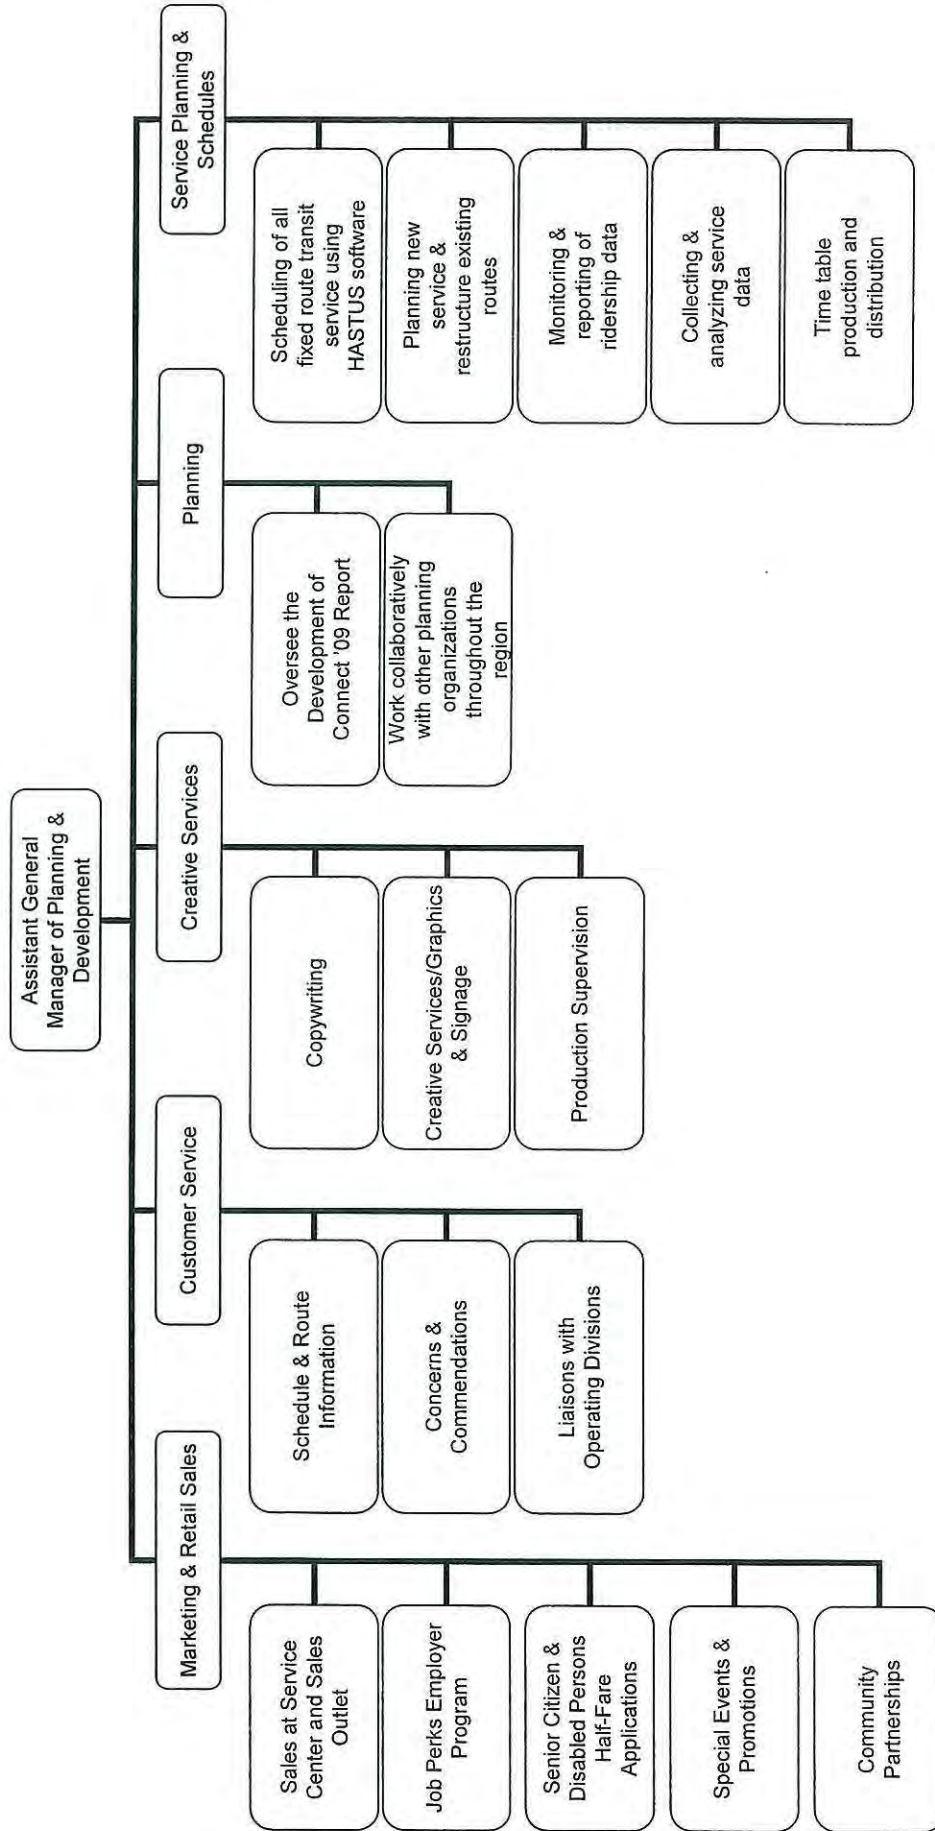 Assistant General
Manager of Planning &
Development
Marketing & Retail Sales
Sales at Service
Center and Sales
Outlet
Job Perks Employer
Program
Senior Citizen &
Disabled Persons
Half-Fare
Applications
Special Events &
Promotions
Community
Partnerships
Customer Service
Schedule & Route
Information
Concerns &
Commendations
Liaisons with
Operating Divisions
Creative Services
Copywriting
Creative Services/Graphics
& Signage
Production Supervision
Planning
Oversee the
Development of
Connect '09 Report
Work collaboratively
with other planning
organizations
throughout the
region
Service Planning &
Schedules
Scheduling of all
fixed route transit
service using
HASTUS software
Planning new
service &
restructure existing
routes
Monitoring &
reporting of
ridership data
Collecting &
analyzing service
data
Time table
production and
distribution